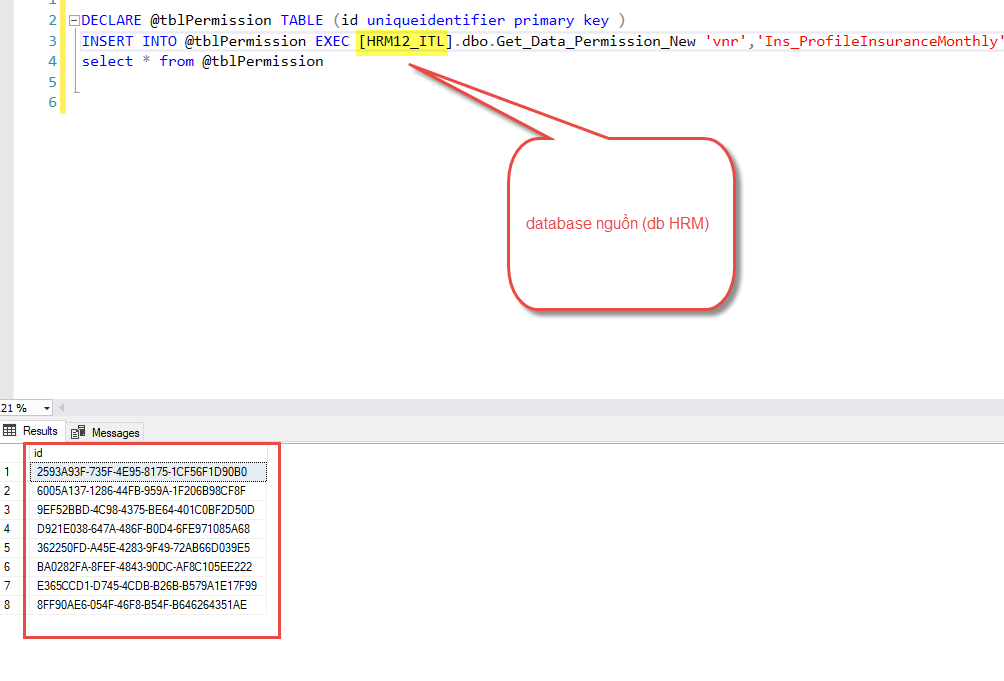 1
2 DECLARE @tblPermission TABLE (id uniqueidentifier primary key )
3 INSERT INTO @tblPermission EXEC [HRM12_ITL].dbo.Get_Data_Permission_New 'vnr','Ins_ProfileInsuranceMonthly'
4 select * from @tblPermission
5
6
database nguồn (db HRM)
21 %
Results Messages
id
1 2593A93F-735F-4E95-8175-1CF56F1D90B0
2 6005A137-1286-44FB-959A-1F206B98CF8F
3 9EF52BBD-4C98-4375-BE64-401C0BF2D50D
4 D921E038-647A-486F-B0D4-6FE971085A68
5 362250FD-A45E-4283-9F49-72AB66D039E5
6 BA0282FA-8FEF-4843-90DC-AF8C105EE222
7 E365CCD1-D745-4CDB-B26B-B579A1E17F99
8 8FF90AE6-054F-46F8-B54F-B646264351AE